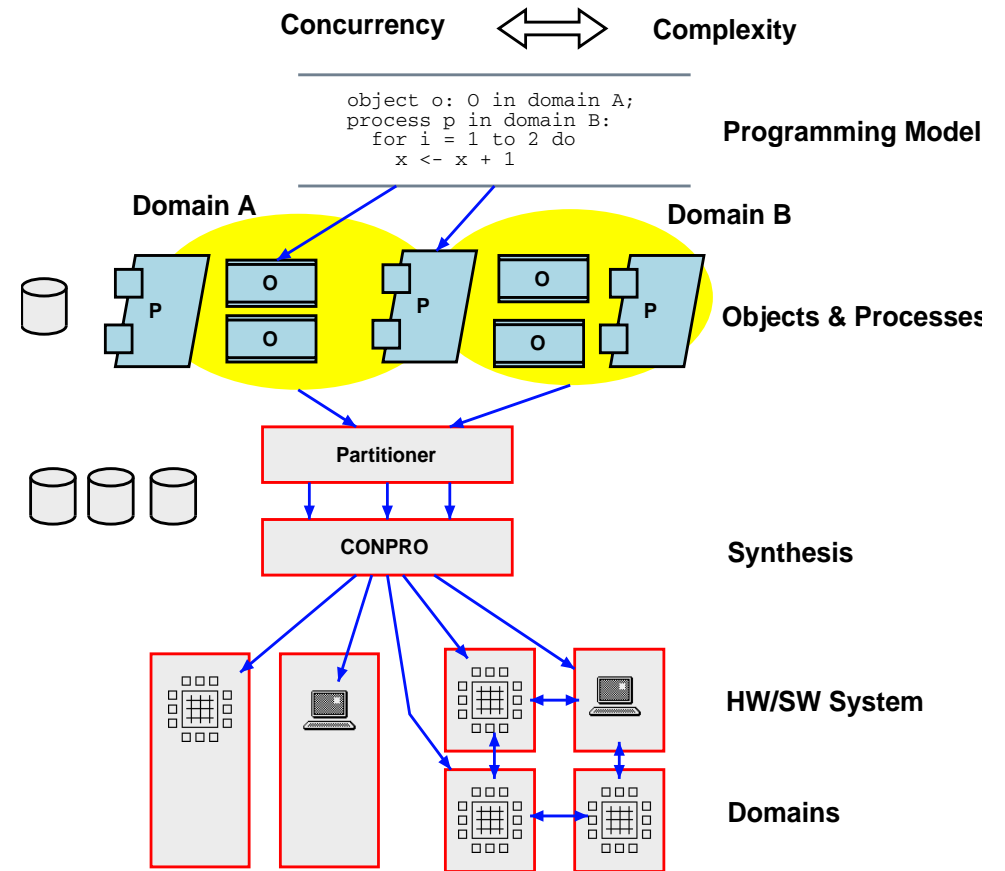 Concurrency Complexity
object o: O in domain A;
process p in domain B:
for i = 1 to 2 do
x <- x + 1
Programming Model
Domain A
Domain B
P
O
O
P
O
O
P
Objects & Processes
Partitioner
CONPRO
Synthesis
HW/SW System
Domains